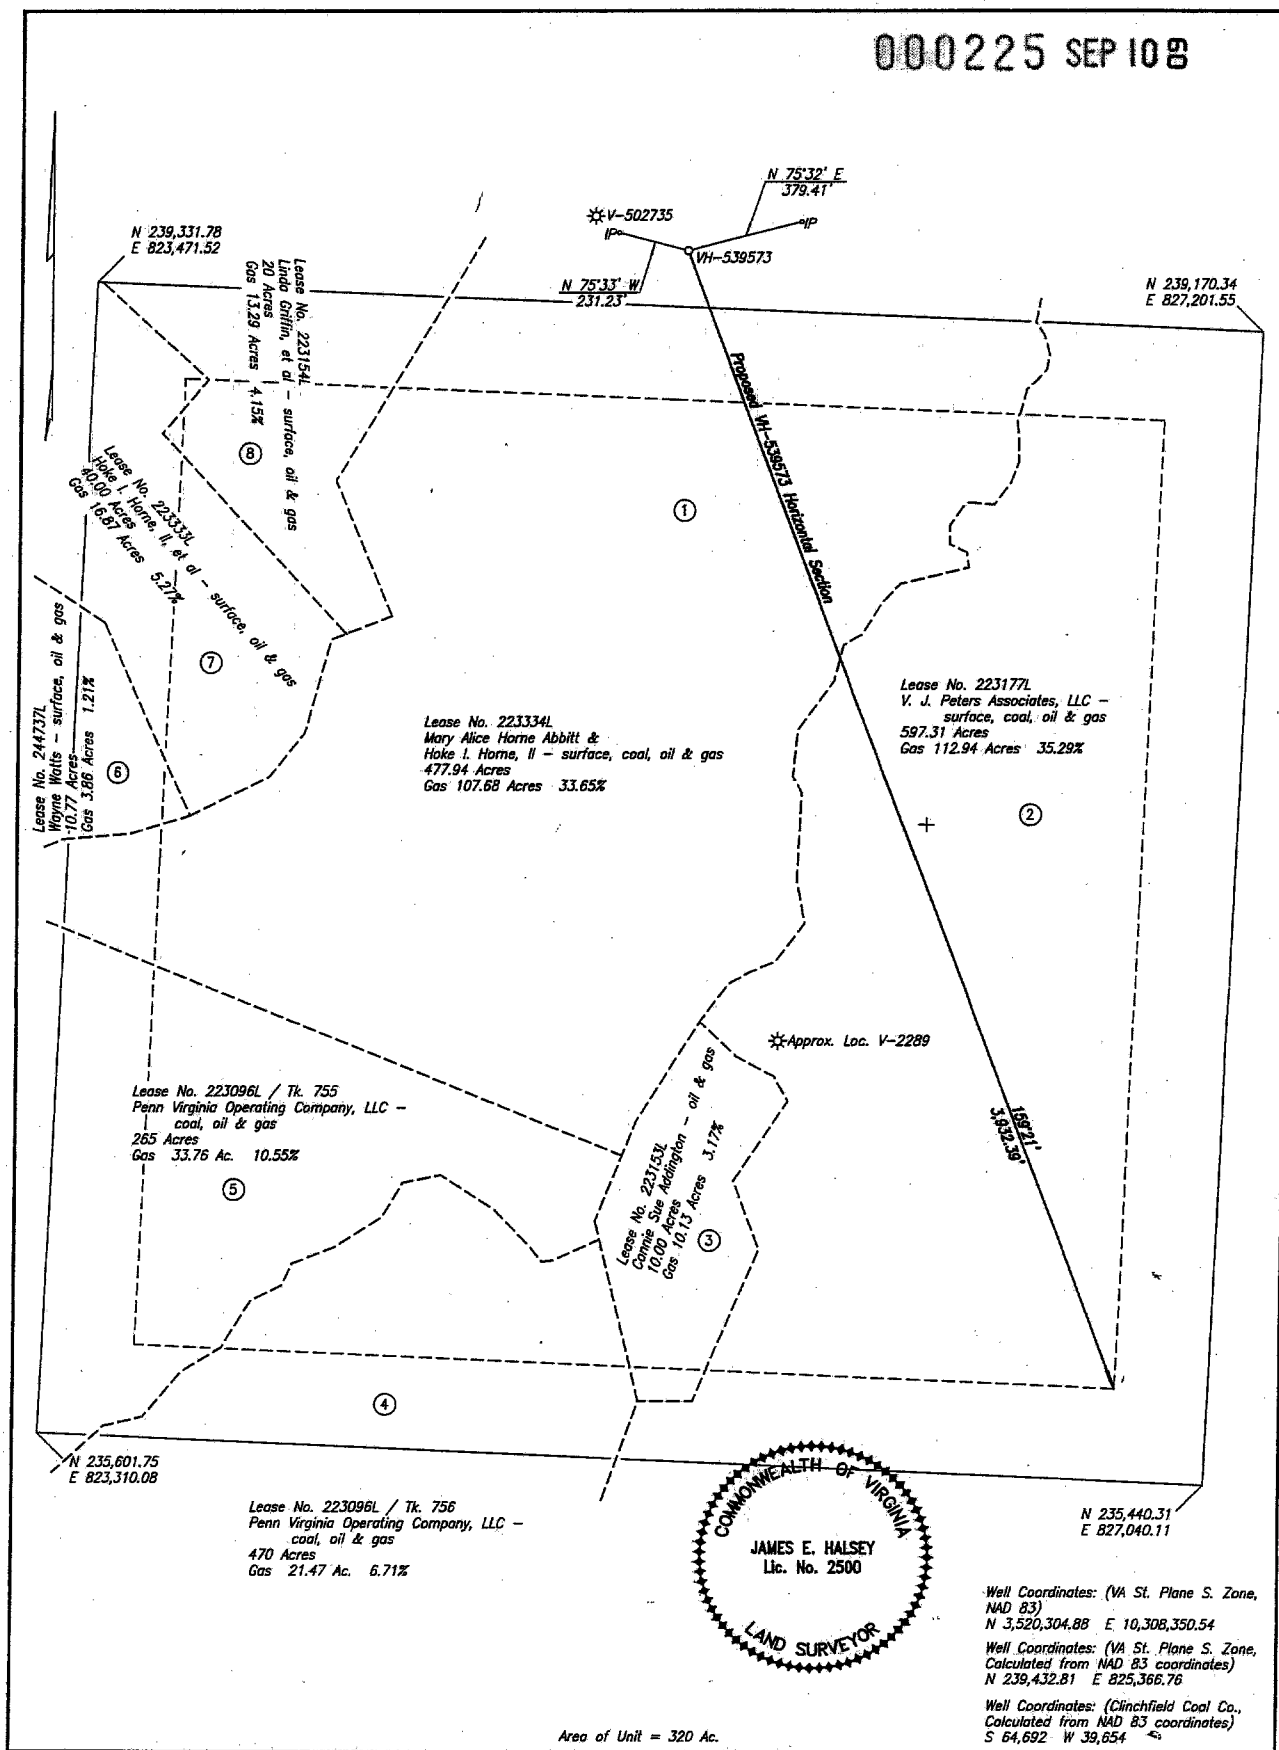 000225 SEP 10 09
N 75°32' E
379.41'
V-502735
IP
IP
VH-539573
N 239,331.78
E 823,471.52
N 75°33' W
231.23'
N 239,170.34
E 827,201.55
Lease No. 223154L
Linda Griffin, et al - surface, oil & gas
20 Acres
Gas 13.29 Acres 4.15%
8
Proposed VH-539573 Horizontal Section
Lease No. 223333L
Hoke I. Horne, II, et al - surface, oil & gas
40.00 Acres
Gas 16.87 Acres 5.27%
1
7
Lease No. 244737L
Wayne Watts - surface, oil & gas
10.77 Acres
Gas 3.86 Acres 1.21%
6
Lease No. 223334L
Mary Alice Horne Abbitt &
Hoke I. Horne, II - surface, coal, oil & gas
477.94 Acres
Gas 107.68 Acres 33.65%
Lease No. 223177L
V. J. Peters Associates, LLC -
surface, coal, oil & gas
597.31 Acres
Gas 112.94 Acres 35.29%
2
Approx. Loc. V-2289
Lease No. 223096L / Tk. 755
Penn Virginia Operating Company, LLC -
coal, oil & gas
265 Acres
Gas 33.76 Ac. 10.55%
5
Lease No. 223153L
Connie Sue Addington - oil & gas
10.00 Acres
Gas 10.13 Acres 3.17%
3
159°21'
3,932.39'
4
N 235,601.75
E 823,310.08
Lease No. 223096L / Tk. 756
Penn Virginia Operating Company, LLC -
coal, oil & gas
470 Acres
Gas 21.47 Ac. 6.71%
COMMONWEALTH OF VIRGINIA
JAMES E. HALSEY
Lic. No. 2500
LAND SURVEYOR
N 235,440.31
E 827,040.11
Well Coordinates: (VA St. Plane S. Zone,
NAD 83)
N 3,520,304.88 E 10,308,350.54
Well Coordinates: (VA St. Plane S. Zone,
Calculated from NAD 83 coordinates)
N 239,432.81 E 825,366.76
Well Coordinates: (Clinchfield Coal Co.,
Calculated from NAD 83 coordinates)
S 64,692 W 39,654
Area of Unit = 320 Ac.